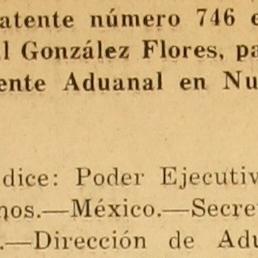 atente número 746 e
l González Flores, pa
ente Aduanal en Nu
dice: Poder Ejecutiv
nos.—México.—Secre
.—Dirección de Adu